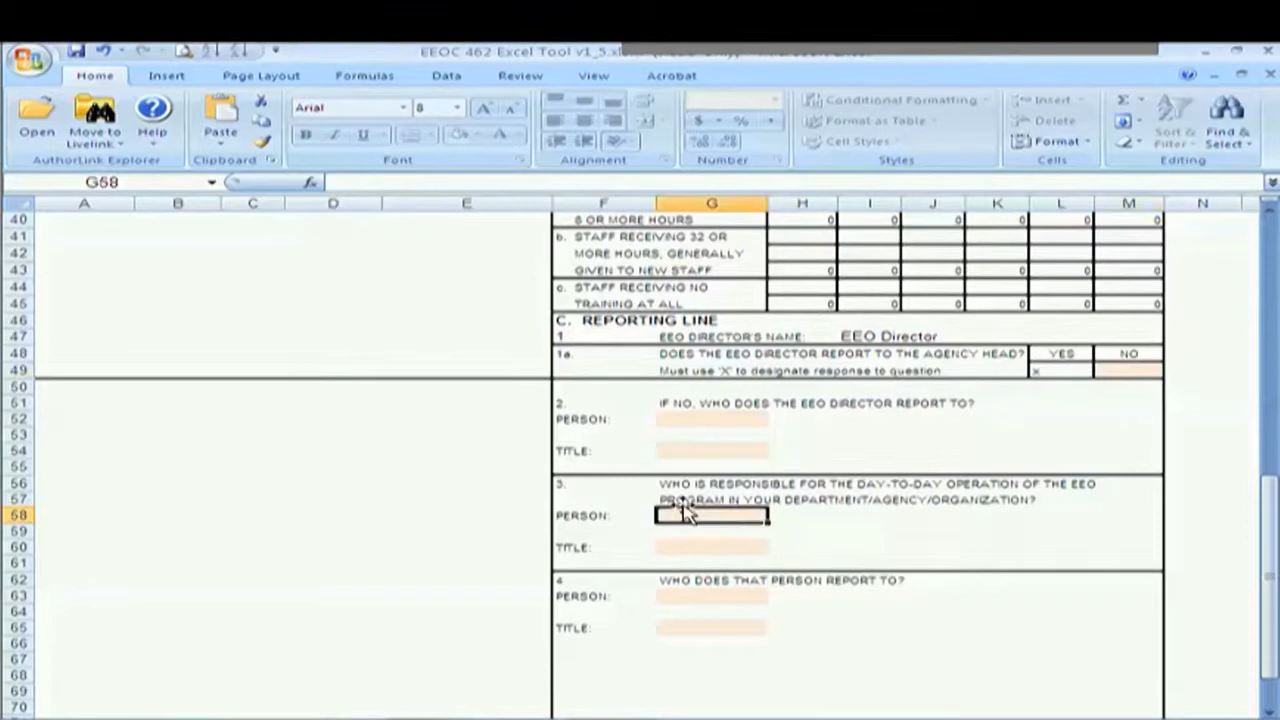 EEOC 462 Excel Tool v1_5.xl
Home Insert Page Layout Formulas Data Review View Acrobat
Open Move to Livelink Help Paste Arial 8 Conditional Formatting Format as Table Cell Styles Insert Delete Format Sort & Filter Find & Select
AuthorLink Explorer Clipboard Font Alignment Number Styles Cells Editing
G58 fx
A B C D E F G H I J K L M N
40 8 OR MORE HOURS 0 0 0 0 0 0
41 b. STAFF RECEIVING 32 OR
42 MORE HOURS, GENERALLY
43 GIVEN TO NEW STAFF 0 0 0 0 0 0
44 c. STAFF RECEIVING NO
45 TRAINING AT ALL 0 0 0 0 0 0
46 C. REPORTING LINE
47 1 EEO DIRECTOR'S NAME: EEO Director
48 1a. DOES THE EEO DIRECTOR REPORT TO THE AGENCY HEAD? YES NO
49 Must use 'X' to designate response to question x
50
51 2. IF NO, WHO DOES THE EEO DIRECTOR REPORT TO?
52 PERSON:
53
54 TITLE:
55
56 3. WHO IS RESPONSIBLE FOR THE DAY-TO-DAY OPERATION OF THE EEO
57 PROGRAM IN YOUR DEPARTMENT/AGENCY/ORGANIZATION?
58 PERSON:
59
60 TITLE:
61
62 4 WHO DOES THAT PERSON REPORT TO?
63 PERSON:
64
65 TITLE:
66
67
68
69
70